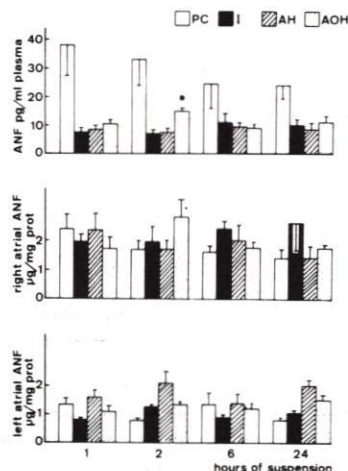 PC I AH AOH
ANF pg/ml plasma
40
30
20
10
0
*
right atrial ANF
µg/mg prot
2
1
0
left atrial ANF
µg/mg prot
2
1
0
1 2 6 24
hours of suspension